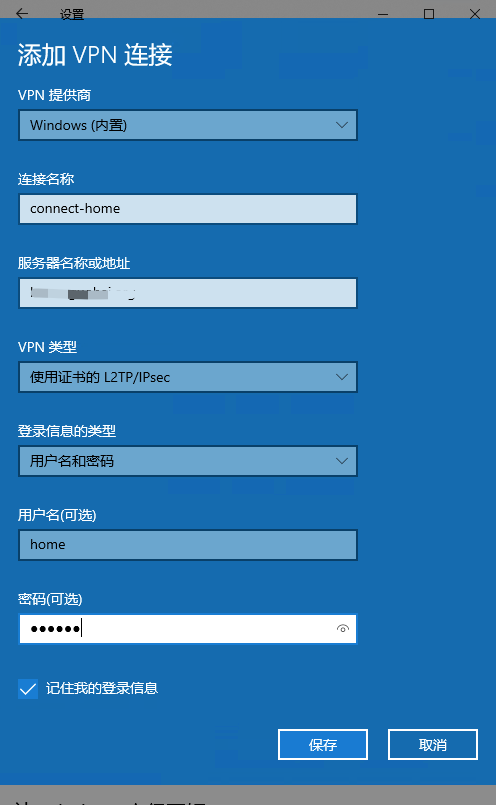 设置
添加 VPN 连接
VPN 提供商
Windows (内置)
连接名称
connect-home
服务器名称或地址
VPN 类型
使用证书的 L2TP/IPsec
登录信息的类型
用户名和密码
用户名(可选)
home
密码(可选)
●●●●●●
记住我的登录信息
保存
取消